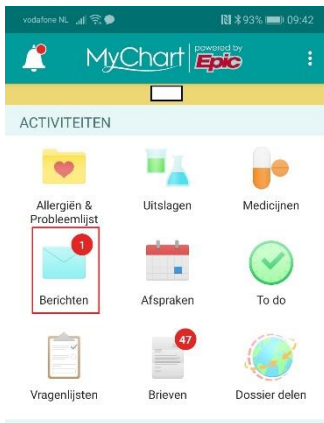 vodafone NL 93% 09:42
MyChart powered by Epic
ACTIVITEITEN
Allergiën & Probleemlijst
Uitslagen
Medicijnen
1
Berichten
Afspraken
To do
Vragenlijsten
47
Brieven
Dossier delen